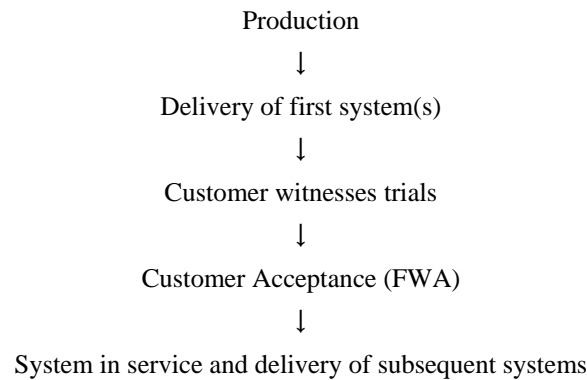 Production
↓
Delivery of first system(s)
↓
Customer witnesses trials
↓
Customer Acceptance (FWA)
↓
System in service and delivery of subsequent systems